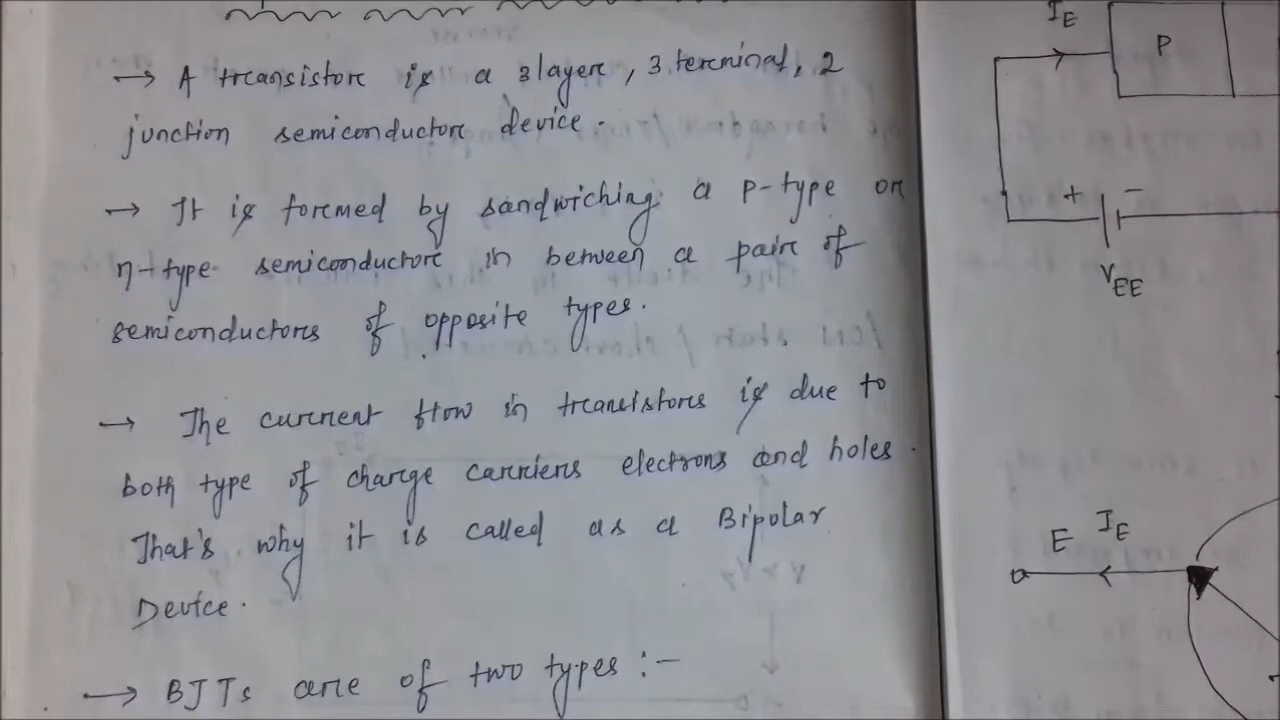 → A transistor is a 3 layer, 3 terminal, 2
junction semiconductor device.
→ It is formed by sandwiching a P-type or
n-type semiconductor in between a pair of
semiconductors of opposite types.
→ The current flow in transistors is due to
both type of charge carriers electrons and holes.
That's why it is called as a Bipolar
Device.
→ BJTs are of two types :-
IE
P
+ -
VEE
E IE